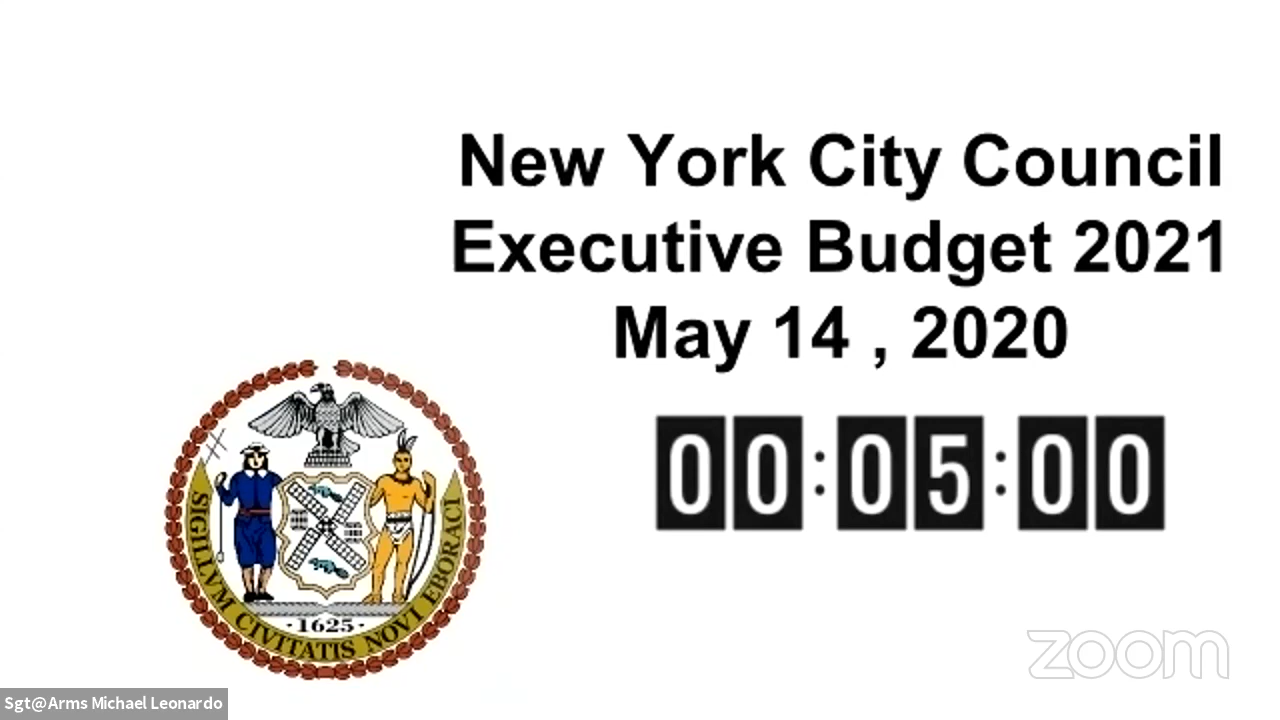 New York City Council
Executive Budget 2021
May 14 , 2020
00:05:00
SIGILLVM CIVITATIS NOVI EBORACI
·1625·
zoom
Sgt@Arms Michael Leonardo